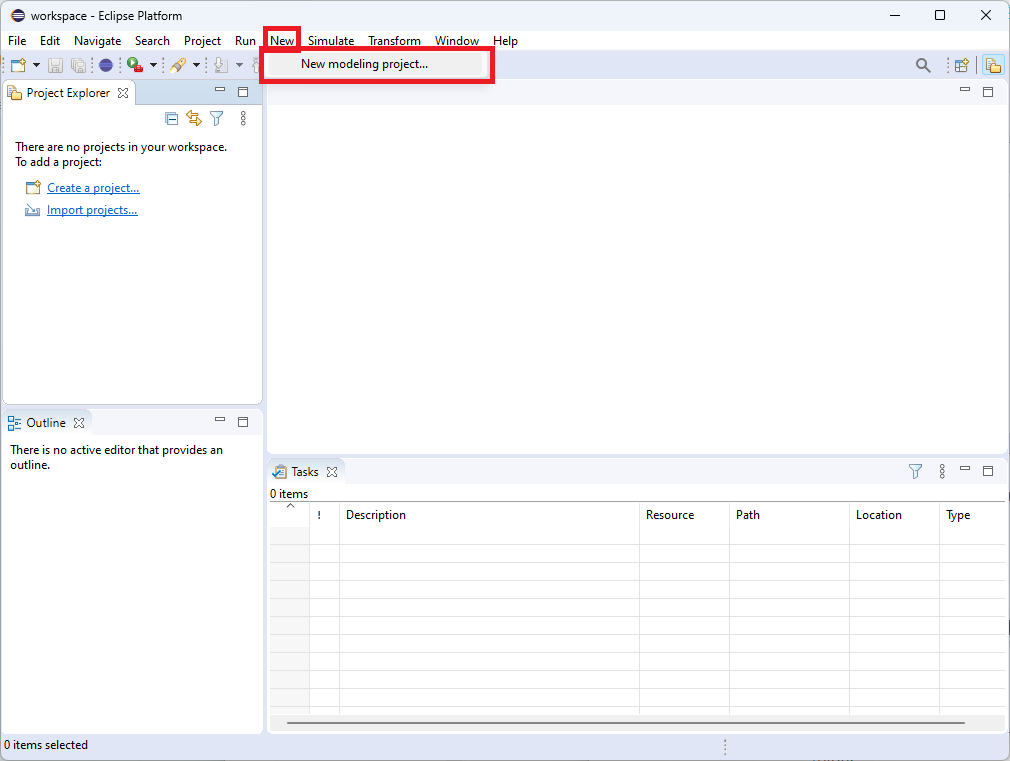 workspace - Eclipse Platform
File Edit Navigate Search Project Run New Simulate Transform Window Help
New modeling project...
Project Explorer
There are no projects in your workspace.
To add a project:
Create a project...
Import projects...
Outline
There is no active editor that provides an
outline.
Tasks
0 items
! Description Resource Path Location Type
0 items selected